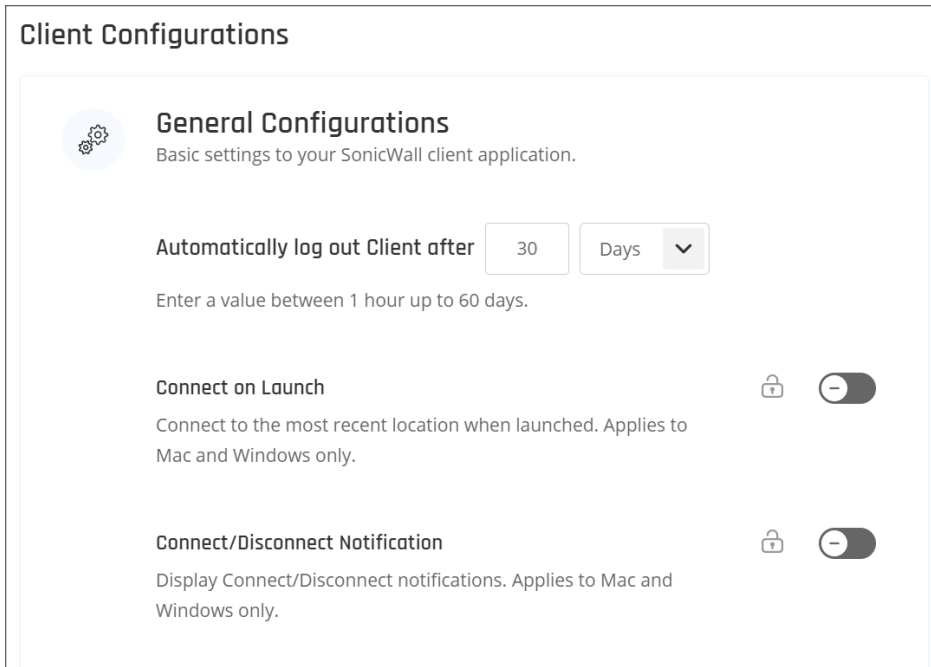 Client Configurations
General Configurations
Basic settings to your SonicWall client application.
Automatically log out Client after 30 Days
Enter a value between 1 hour up to 60 days.
Connect on Launch
Connect to the most recent location when launched. Applies to
Mac and Windows only.
Connect/Disconnect Notification
Display Connect/Disconnect notifications. Applies to Mac and
Windows only.